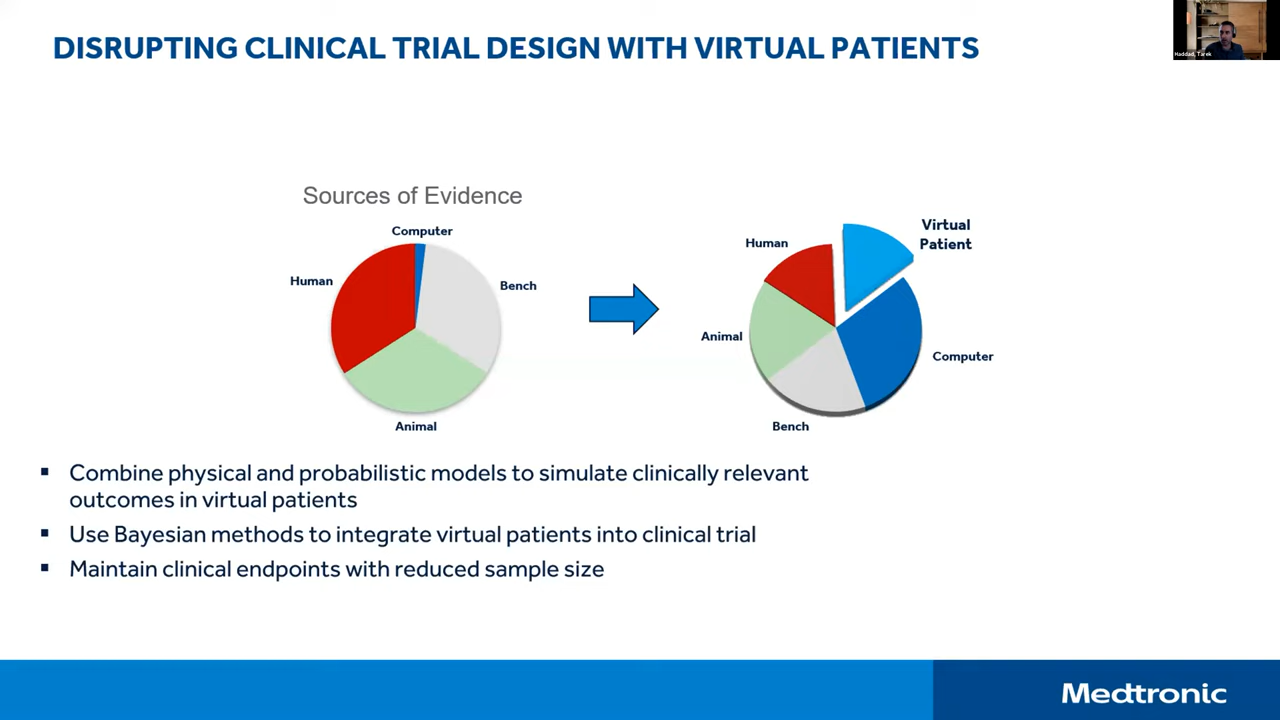 DISRUPTING CLINICAL TRIAL DESIGN WITH VIRTUAL PATIENTS
Haddad, Tarek
Sources of Evidence
Computer
Human
Bench
Animal
Human
Virtual
Patient
Animal
Computer
Bench
▪ Combine physical and probabilistic models to simulate clinically relevant
outcomes in virtual patients
▪ Use Bayesian methods to integrate virtual patients into clinical trial
▪ Maintain clinical endpoints with reduced sample size
Medtronic